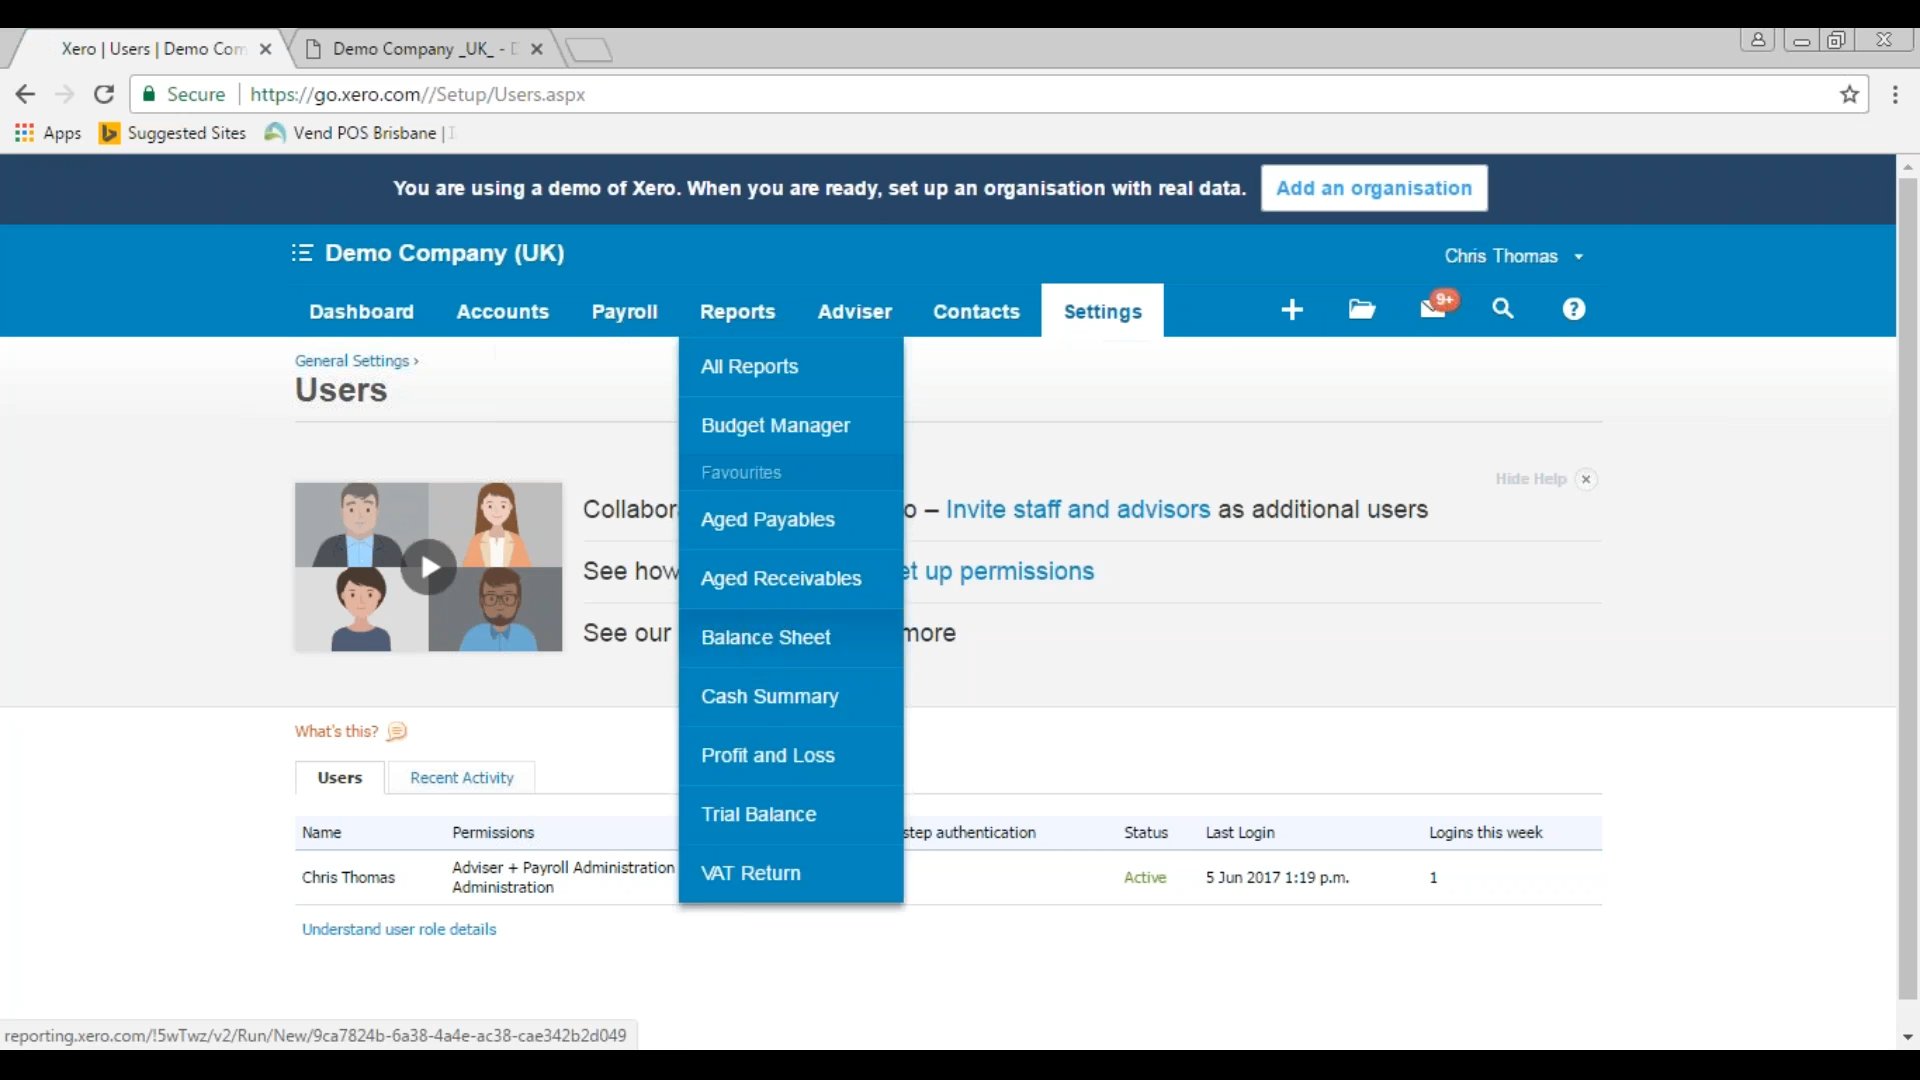 Xero | Users | Demo Com
Demo Company _UK_ -
Secure
https://go.xero.com//Setup/Users.aspx
Apps
Suggested Sites
Vend POS Brisbane |
You are using a demo of Xero. When you are ready, set up an organisation with real data.
Add an organisation
Demo Company (UK)
Chris Thomas
Dashboard
Accounts
Payroll
Reports
Adviser
Contacts
Settings
9+
?
General Settings ›
Users
All Reports
Budget Manager
Favourites
Aged Payables
Aged Receivables
Balance Sheet
Cash Summary
Profit and Loss
Trial Balance
VAT Return
Hide Help
Collabor o – Invite staff and advisors as additional users
See how et up permissions
See our more
What's this?
Users
Recent Activity
Name Permissions step authentication Status Last Login Logins this week
Chris Thomas Adviser + Payroll Administration Active 5 Jun 2017 1:19 p.m. 1
Administration
Understand user role details
reporting.xero.com/!5wTwz/v2/Run/New/9ca7824b-6a38-4a4e-ac38-cae342b2d049